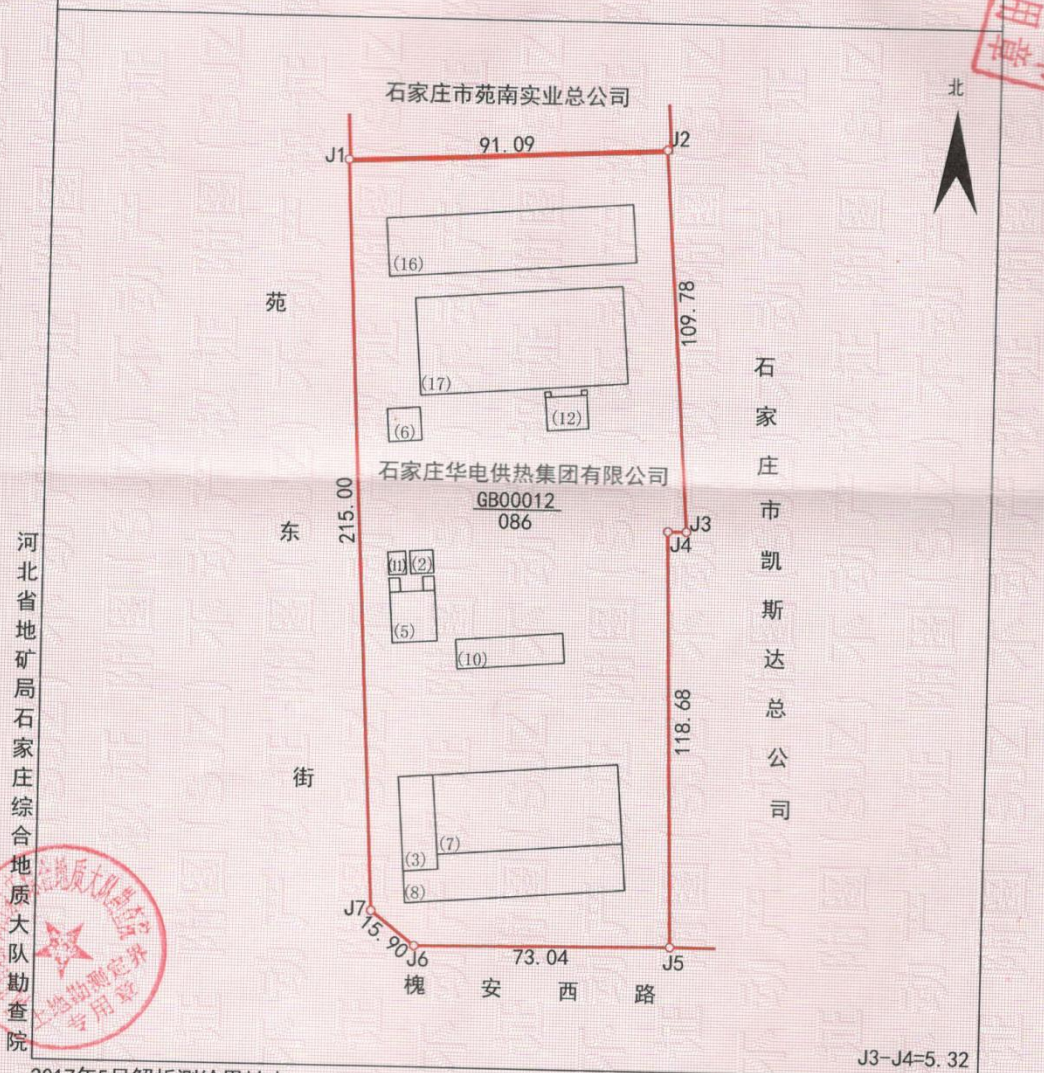 石家庄市苑南实业总公司
北
J1
91.09
J2
(16)
苑东街
109.78
石家庄市凯斯达总公司
(17)
(6)
(12)
石家庄华电供热集团有限公司
GB00012
086
215.00
J3
J4
(11)
(2)
(5)
(10)
118.68
(7)
(3)
(8)
J7
15.90
J6
73.04
J5
槐安西路
河北省地矿局石家庄综合地质大队勘查院
土地勘测定界
专用章
J3-J4=5.32